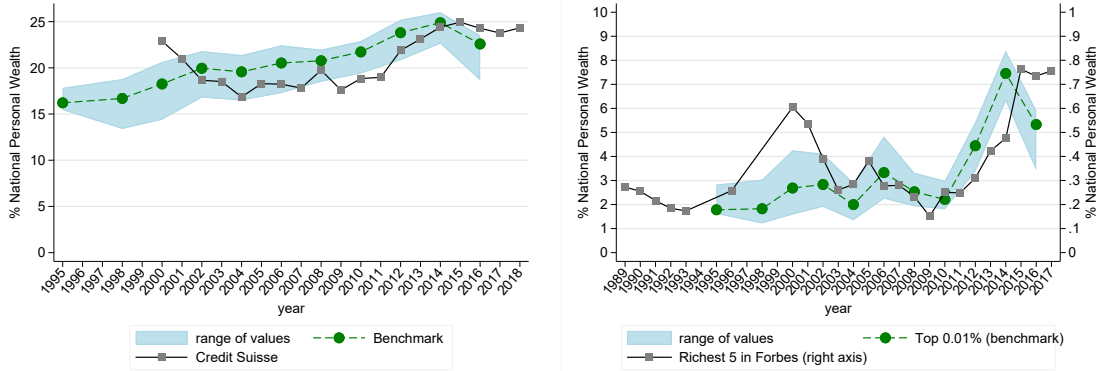 % National Personal Wealth
25
20
15
10
5
0
1995 1996 1997 1998 1999 2000 2001 2002 2003 2004 2005 2006 2007 2008 2009 2010 2011 2012 2013 2014 2015 2016 2017 2018
year
range of values Benchmark
Credit Suisse
% National Personal Wealth
10
9
8
7
6
5
4
3
2
1
0
1
.9
.8
.7
.6
.5
.4
.3
.2
.1
0
% National Personal Wealth
1989 1990 1991 1992 1993 1994 1995 1996 1997 1998 1999 2000 2001 2002 2003 2004 2005 2006 2007 2008 2009 2010 2011 2012 2013 2014 2015 2016 2017
year
range of values Top 0.01% (benchmark)
Richest 5 in Forbes (right axis)